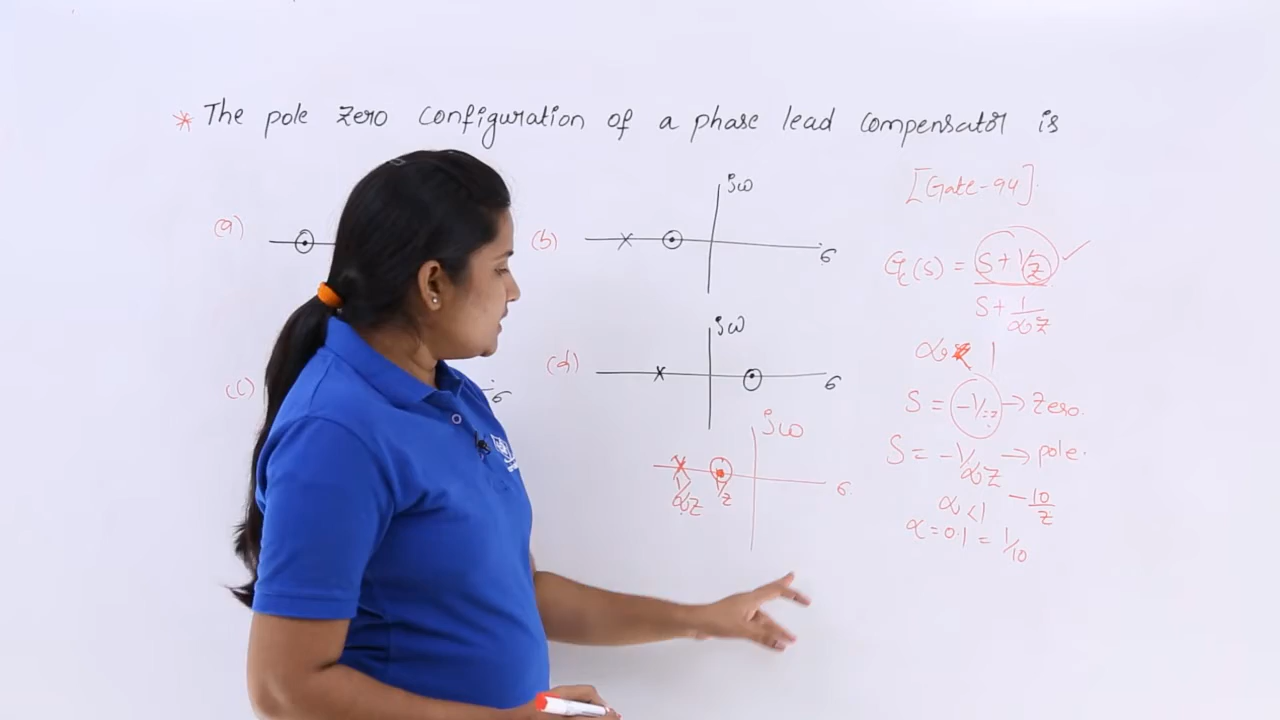 * The pole zero configuration of a phase lead compensator is
[Gate-94].
(a)
(b)
jω
σ
G(s) = S + 1/z ✓
S + 1/αz
α < 1
(c)
σ
(d)
jω
σ
S = -1/z → zero.
S = -1/αz → pole.
jω
σ
1/αz
1/z
α < 1
-10/z
α = 0.1 = 1/10